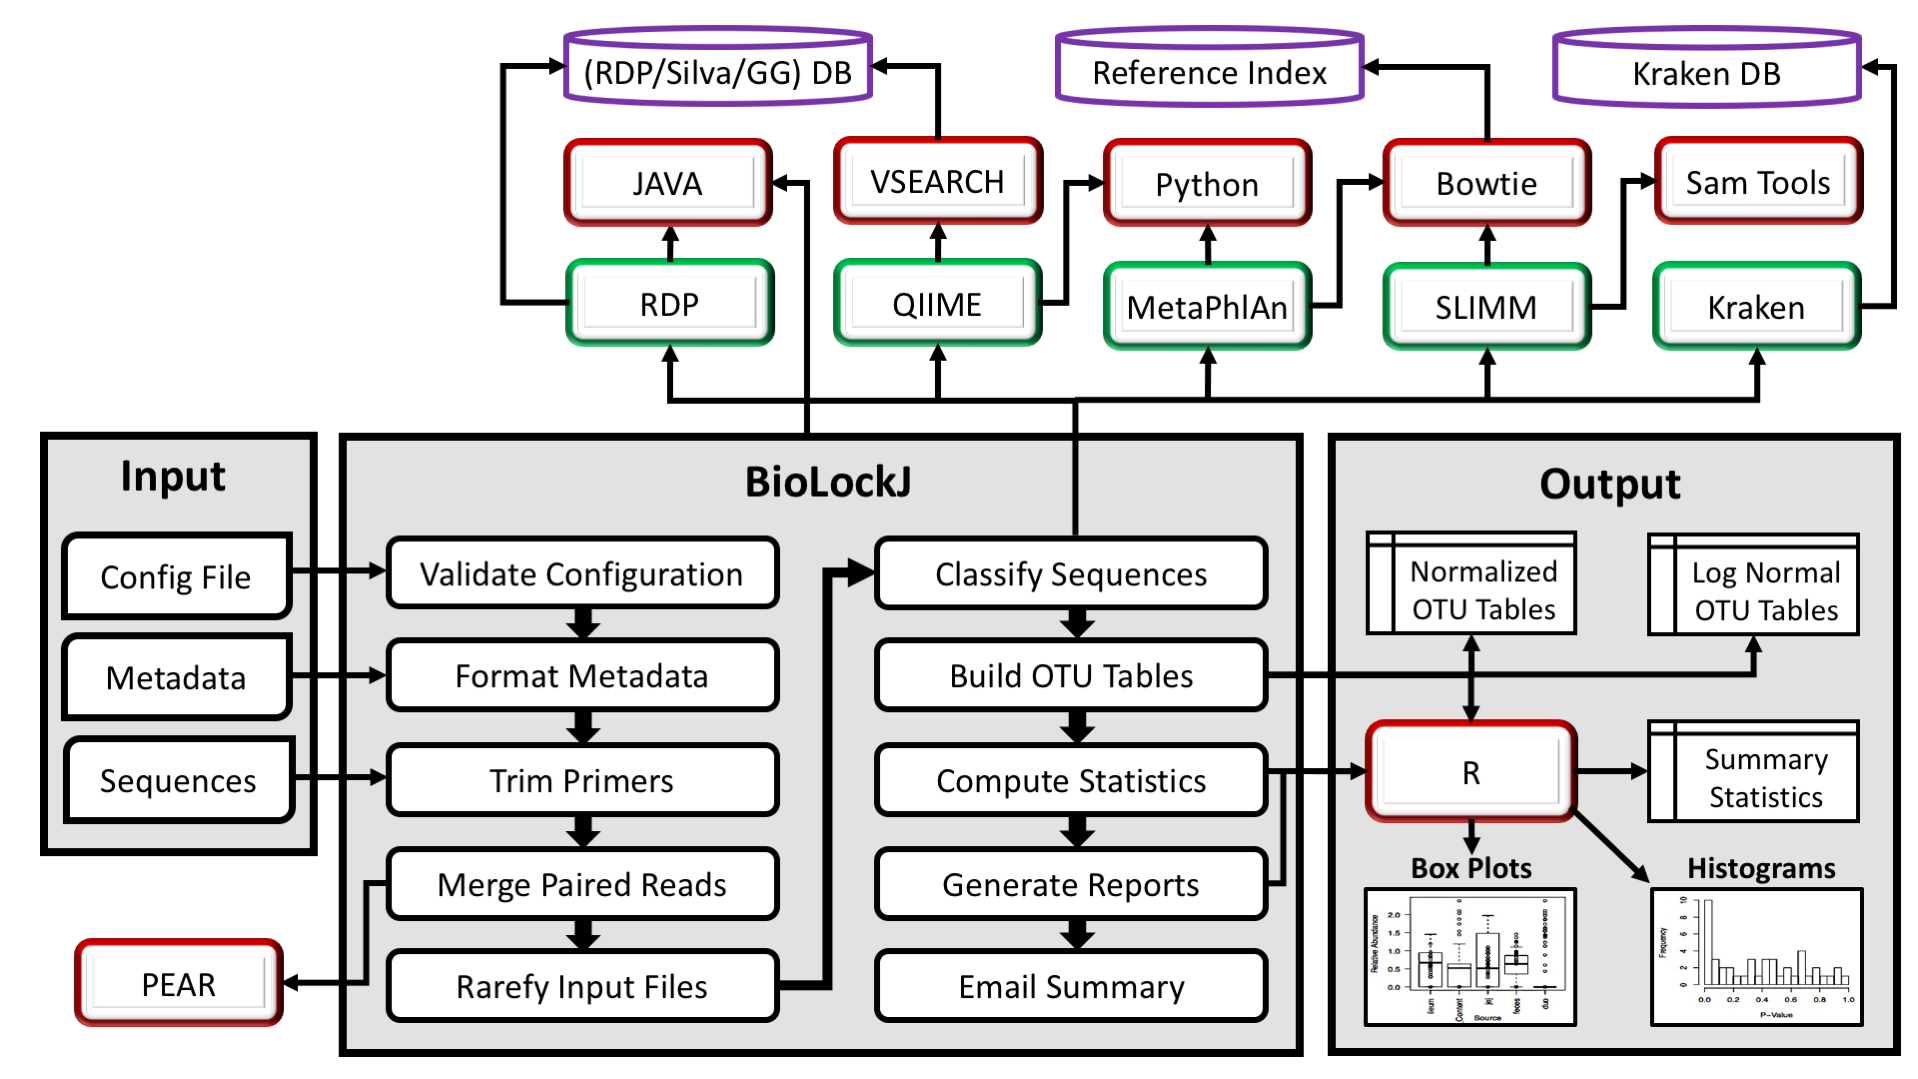 (RDP/Silva/GG) DB
Reference Index
Kraken DB
JAVA
VSEARCH
Python
Bowtie
Sam Tools
RDP
QIIME
MetaPhlAn
SLIMM
Kraken
Input
Config File
Metadata
Sequences
PEAR
BioLockJ
Validate Configuration
Format Metadata
Trim Primers
Merge Paired Reads
Rarefy Input Files
Classify Sequences
Build OTU Tables
Compute Statistics
Generate Reports
Email Summary
Output
Normalized
OTU Tables
Log Normal
OTU Tables
R
Summary
Statistics
Box Plots
Relative Abundance
2.0
1.5
1.0
0.5
0.0
ileum
Content
jej
feces
duo
Source
Histograms
Frequency
10
8
6
4
2
0
0.0 0.2 0.4 0.6 0.8 1.0
P-Value